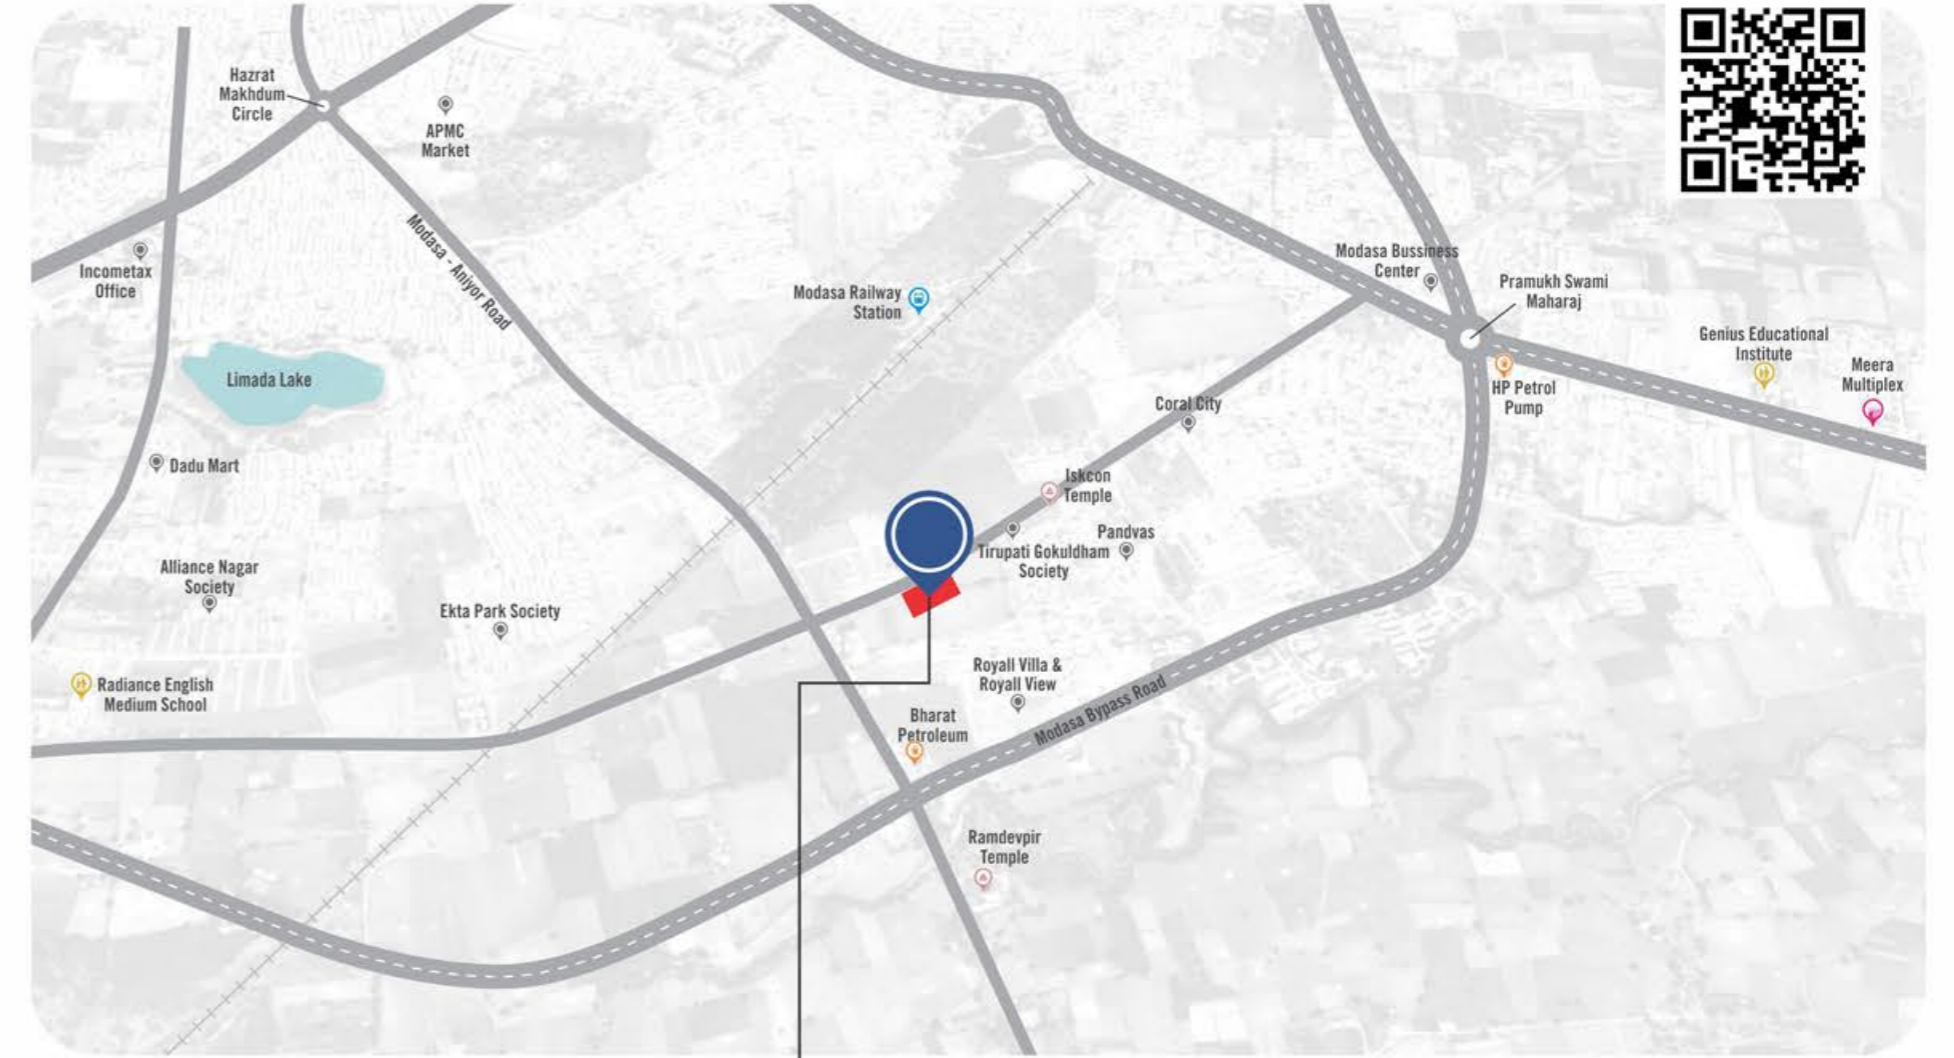 Hazrat
Makhdum
Circle
APMC
Market
Modasa - Aniyor Road
Incometax
Office
Limada Lake
Modasa Railway
Station
Modasa Bussiness
Center
Pramukh Swami
Maharaj
Genius Educational
Institute
Meera
Multiplex
HP Petrol
Pump
Coral City
Dadu Mart
Iskcon
Temple
Pandvas
Tirupati Gokuldham
Society
Alliance Nagar
Society
Ekta Park Society
Radiance English
Medium School
Royall Villa &
Royall View
Modasa Bypass Road
Bharat
Petroleum
Ramdevpir
Temple